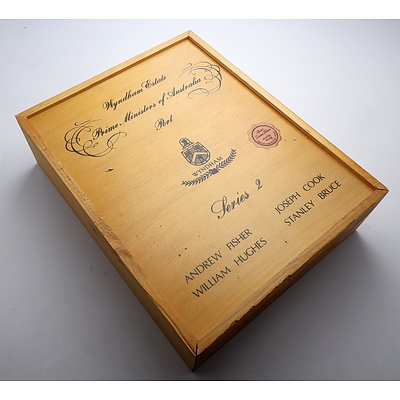 Wyndham Estate
Prime Ministers of Australia
Port
WYNDHAM
Series 2
ANDREW FISHER
JOSEPH COOK
WILLIAM HUGHES
STANLEY BRUCE